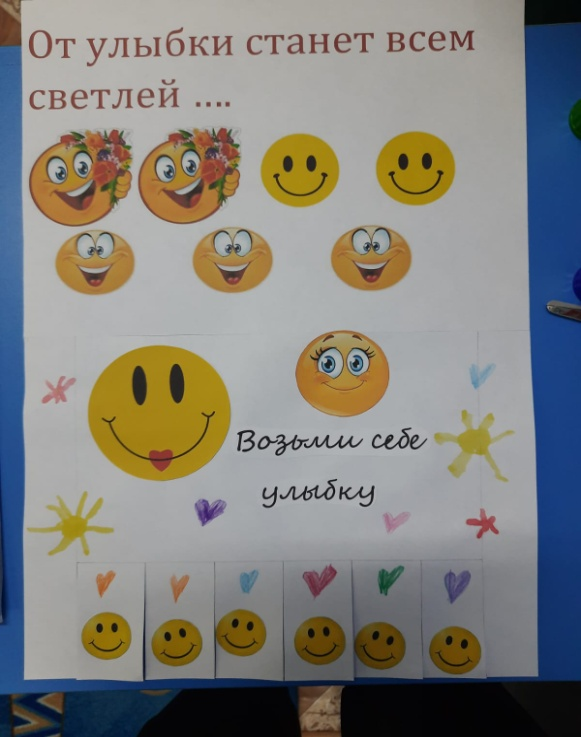 От улыбки станет всем
светлей ....
Возьми себе
улыбку